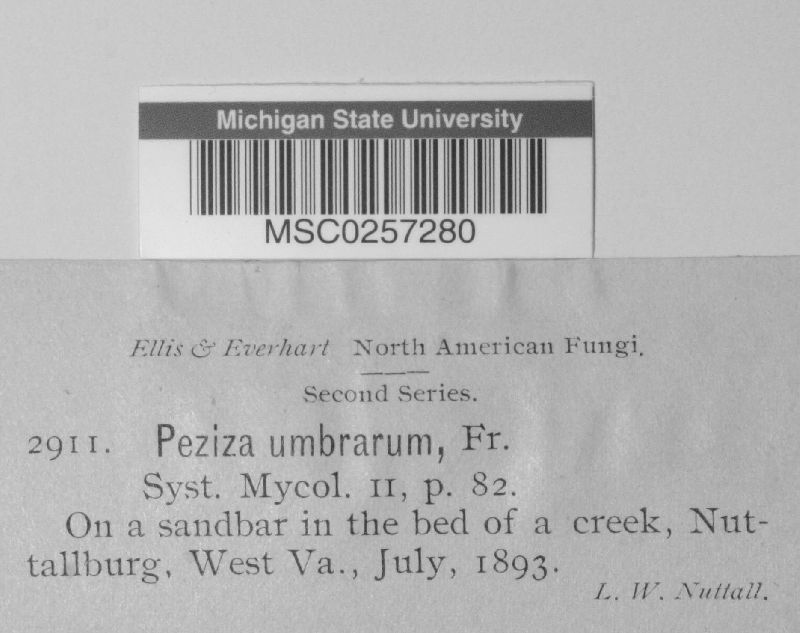 Michigan State University
MSC0257280
Ellis & Everhart North American Fungi.
Second Series.
2911. Peziza umbrarum, Fr.
Syst. Mycol. II, p. 82.
On a sandbar in the bed of a creek, Nut-
tallburg, West Va., July, 1893.
L. W. Nuttall.